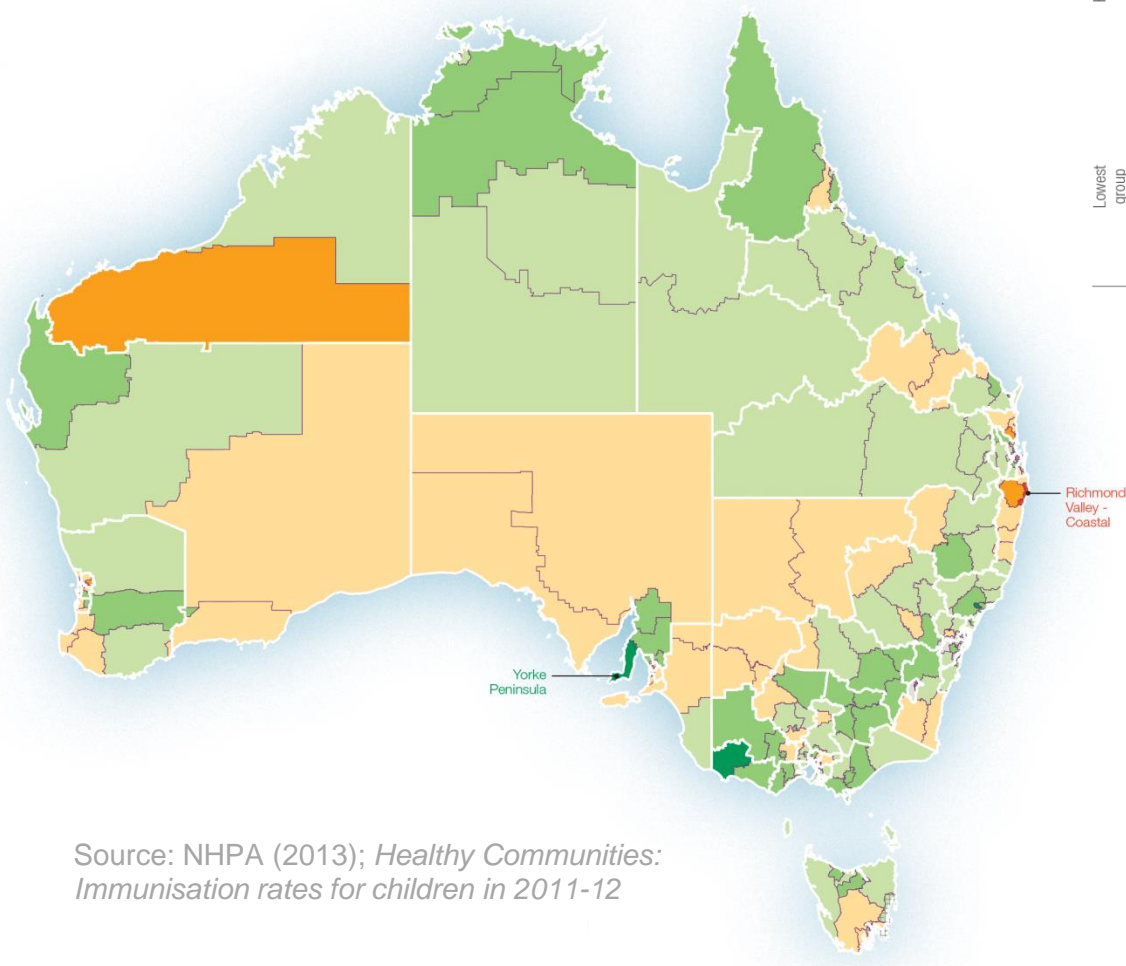 Lowest
group
Richmond
Valley -
Coastal
Yorke
Peninsula
Source: NHPA (2013); Healthy Communities:
Immunisation rates for children in 2011-12